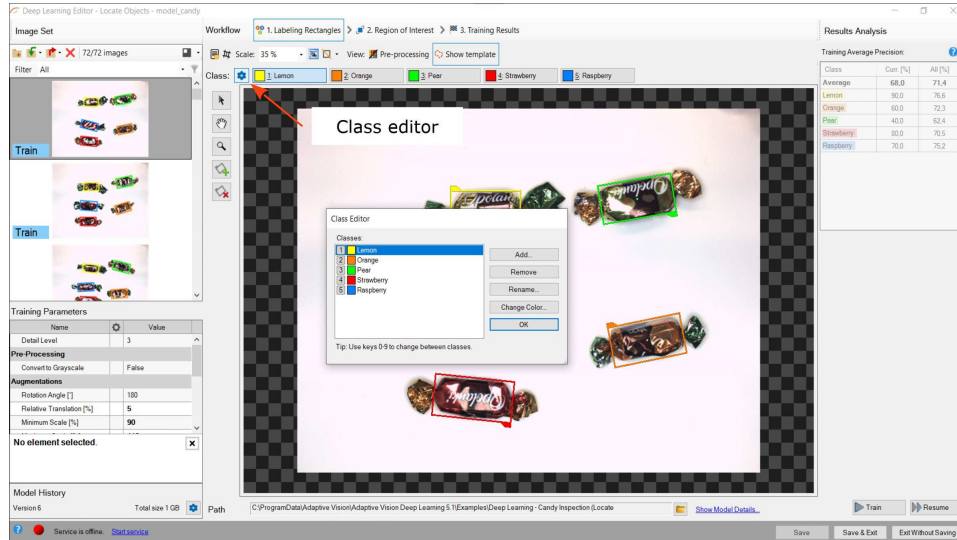 Deep Learning Editor - Locate Objects - model_candy
Image Set
Workflow
1. Labeling Rectangles
2. Region of Interest
3. Training Results
Results Analysis
72/72 images
Scale: 35 %
View:
Pre-processing
Show template
Training Average Precision:
Filter All
Class:
1: Lemon
2: Orange
3: Pear
4: Strawberry
5: Raspberry
Class Curr. [%] All [%]
Average 68,0 71,4
Lemon 90,0 76,6
Orange 60,0 72,3
Pear 40,0 62,4
Strawberry 80,0 70,5
Raspberry 70,0 75,2
Class editor
Train
Train
Class Editor
Classes:
1 Lemon
2 Orange
3 Pear
4 Strawberry
5 Raspberry
Add...
Remove
Rename...
Change Color...
OK
Tip: Use keys 0-9 to change between classes.
Training Parameters
Name Value
Detail Level 3
Pre-Processing
Convert to Grayscale False
Augmentations
Rotation Angle [°] 180
Relative Translation [%] 5
Minimum Scale [%] 90
No element selected.
Model History
Version 6 Total size 1 GB
Path
C:\ProgramData\Adaptive Vision\Adaptive Vision Deep Learning 5.1\Examples\Deep Learning - Candy Inspection (Locate
Show Model Details...
Train
Resume
Service is offline. Start service
Save
Save & Exit
Exit Without Saving